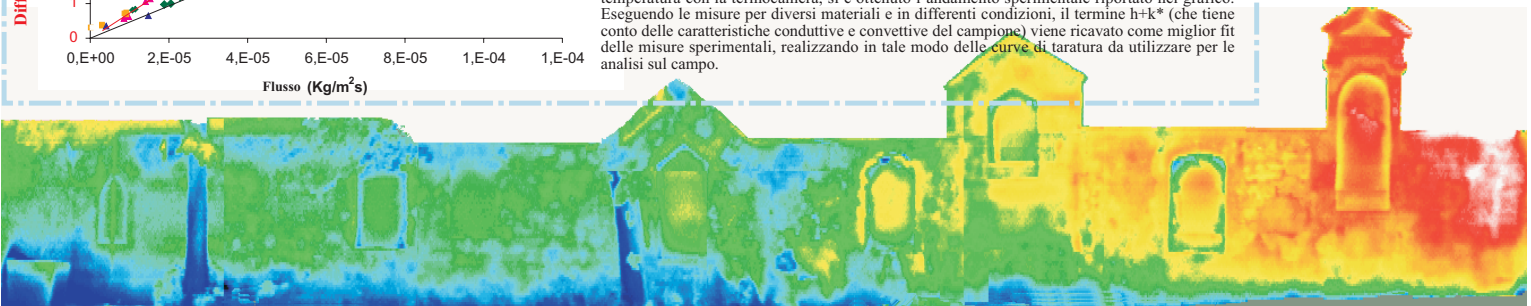 Eseguendo le misure per diversi materiali e in differenti condizioni, il termine h+k* (che tiene
conto delle caratteristiche conduttive e convettive del campione) viene ricavato come miglior fit
delle misure sperimentali, realizzando in tale modo delle curve di taratura da utilizzare per le
analisi sul campo.
Diff
1
0
0,E+00 2,E-05 4,E-05 6,E-05 8,E-05 1,E-04 1,E-04
Flusso (Kg/m²s)